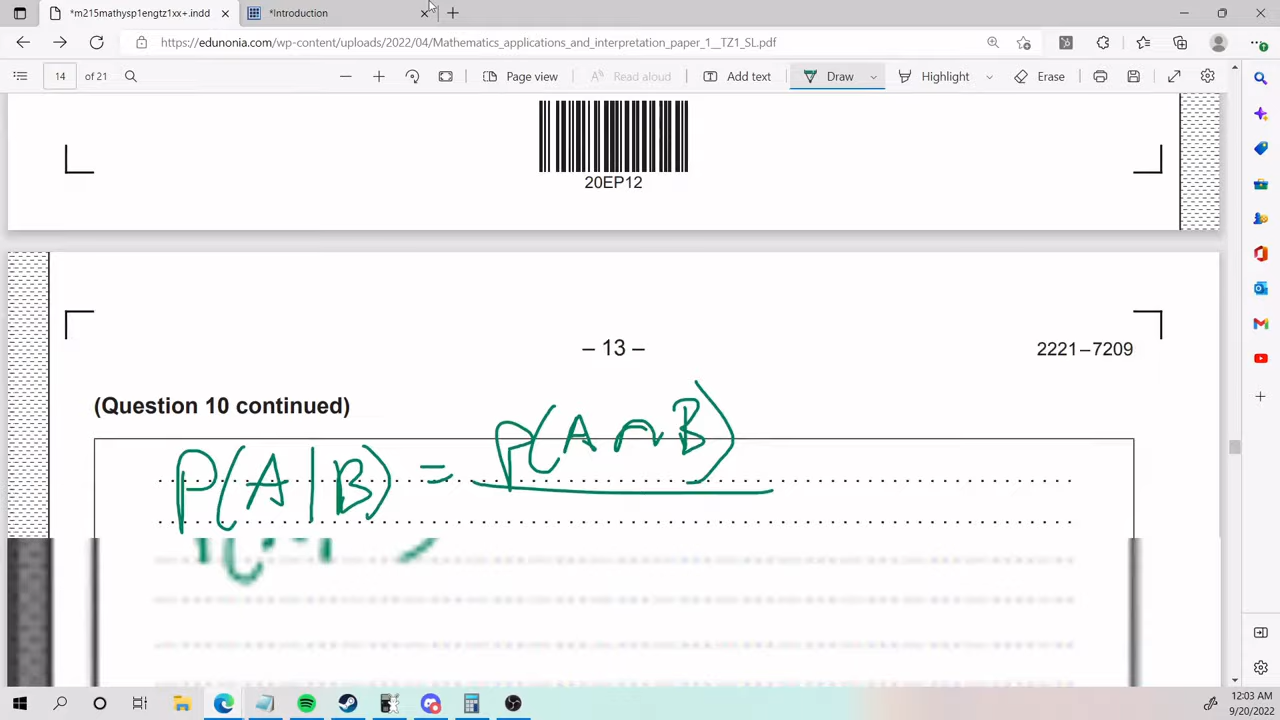 *m215mathysp1engtz1xx+.indd
*Introduction
https://edunonia.com/wp-content/uploads/2022/04/Mathematics_applications_and_interpretation_paper_1__TZ1_SL.pdf
14 of 21 Page view Read aloud Add text Draw Highlight Erase
20EP12
– 13 –
2221–7209
(Question 10 continued)
P(A|B) = P(A ∩ B)
12:03 AM
9/20/2022